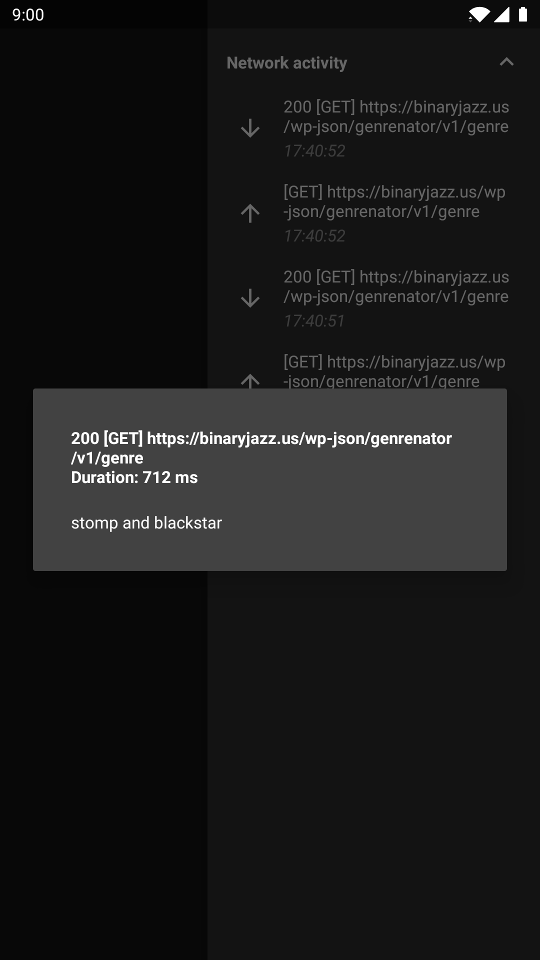 9:00
Network activity
200 [GET] https://binaryjazz.us
/wp-json/genrenator/v1/genre
17:40:52
[GET] https://binaryjazz.us/wp
-json/genrenator/v1/genre
17:40:52
200 [GET] https://binaryjazz.us
/wp-json/genrenator/v1/genre
17:40:51
[GET] https://binaryjazz.us/wp
-json/genrenator/v1/genre
200 [GET] https://binaryjazz.us/wp-json/genrenator
/v1/genre
Duration: 712 ms
stomp and blackstar